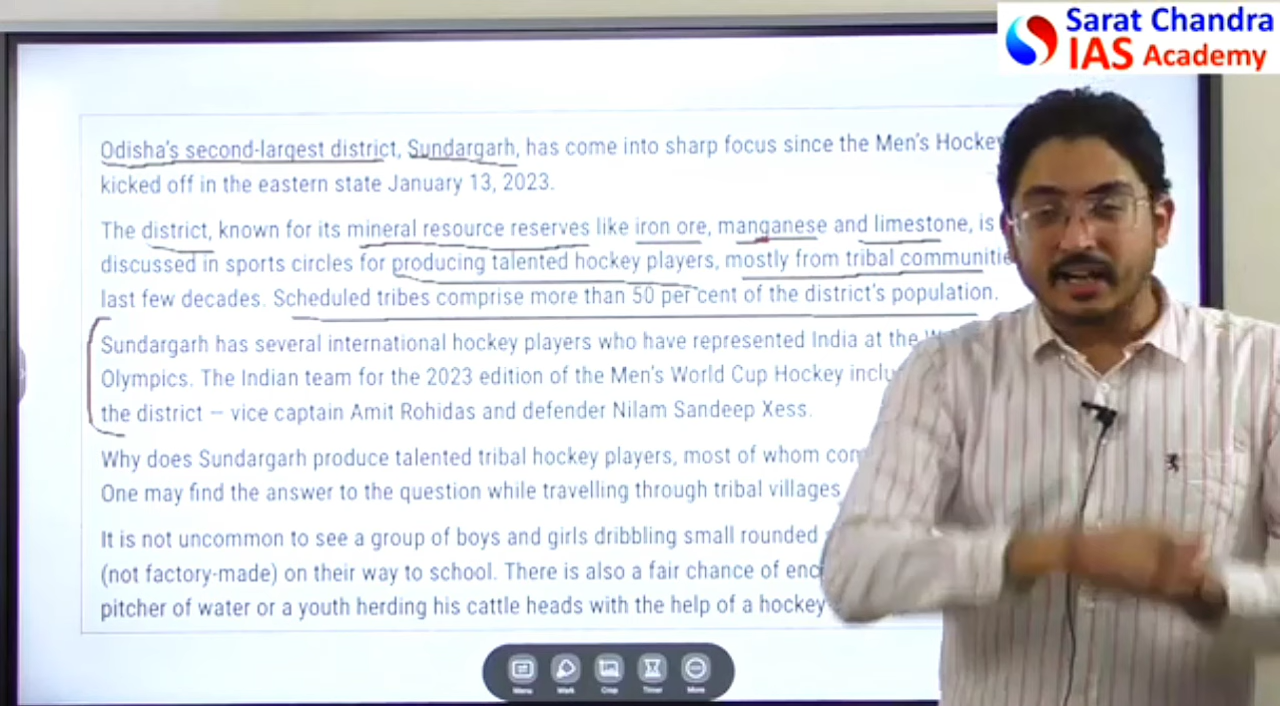 Sarat Chandra
IAS Academy
Odisha's second-largest district, Sundargarh, has come into sharp focus since the Men's Hockey
kicked off in the eastern state January 13, 2023.
The district, known for its mineral resource reserves like iron ore, manganese and limestone, is
discussed in sports circles for producing talented hockey players, mostly from tribal communitie
last few decades. Scheduled tribes comprise more than 50 per cent of the district's population.
Sundargarh has several international hockey players who have represented India at the
Olympics. The Indian team for the 2023 edition of the Men's World Cup Hockey inclu
the district – vice captain Amit Rohidas and defender Nilam Sandeep Xess.
Why does Sundargarh produce talented tribal hockey players, most of whom com
One may find the answer to the question while travelling through tribal villages
It is not uncommon to see a group of boys and girls dribbling small rounded
(not factory-made) on their way to school. There is also a fair chance of enc
pitcher of water or a youth herding his cattle heads with the help of a hockey
Menu Mark Crop Timer More